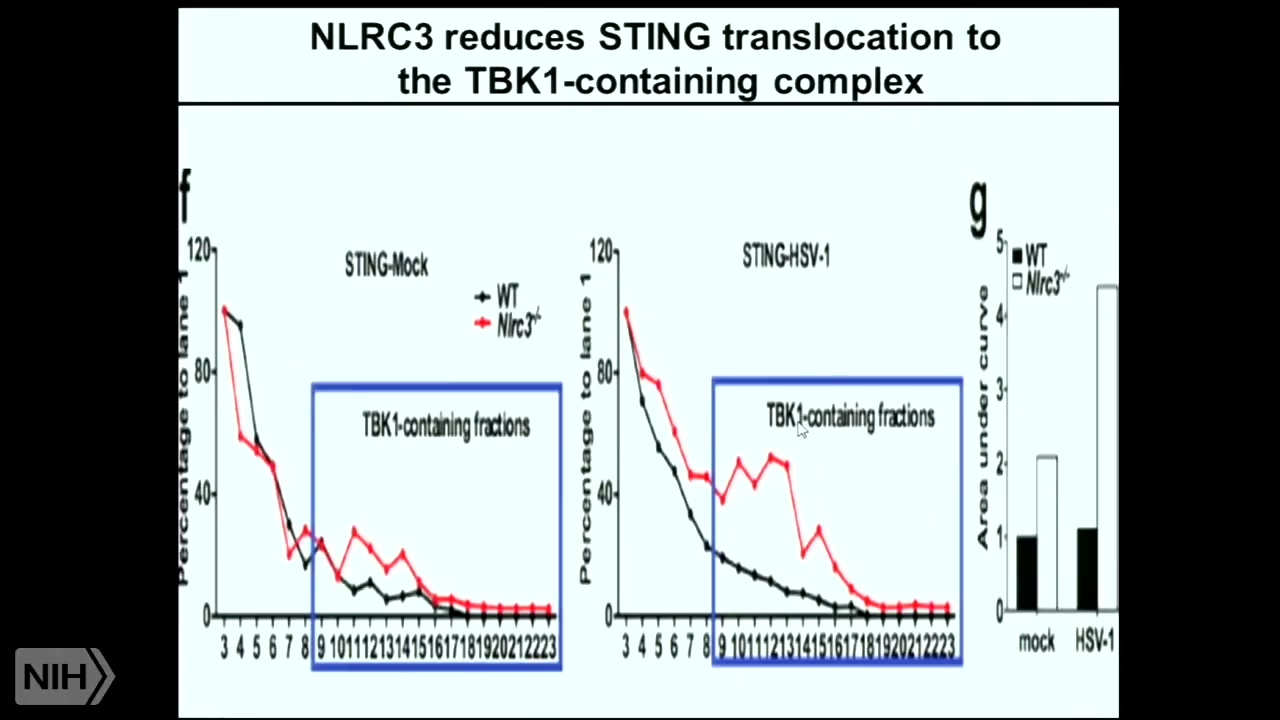 NLRC3 reduces STING translocation to
the TBK1-containing complex
f
120
80
40
0
Percentage to lane 1
STING-Mock
WT
Nlrc3-/-
TBK1-containing fractions
3 4 5 6 7 8 9 10 11 12 13 14 15 16 17 18 19 20 21 22 23
120
80
40
0
Percentage to lane 1
STING-HSV-1
TBK1-containing fractions
3 4 5 6 7 8 9 10 11 12 13 14 15 16 17 18 19 20 21 22 23
g
5
4
3
2
1
0
Area under curve
WT
Nlrc3-/-
mock HSV-1
NIH